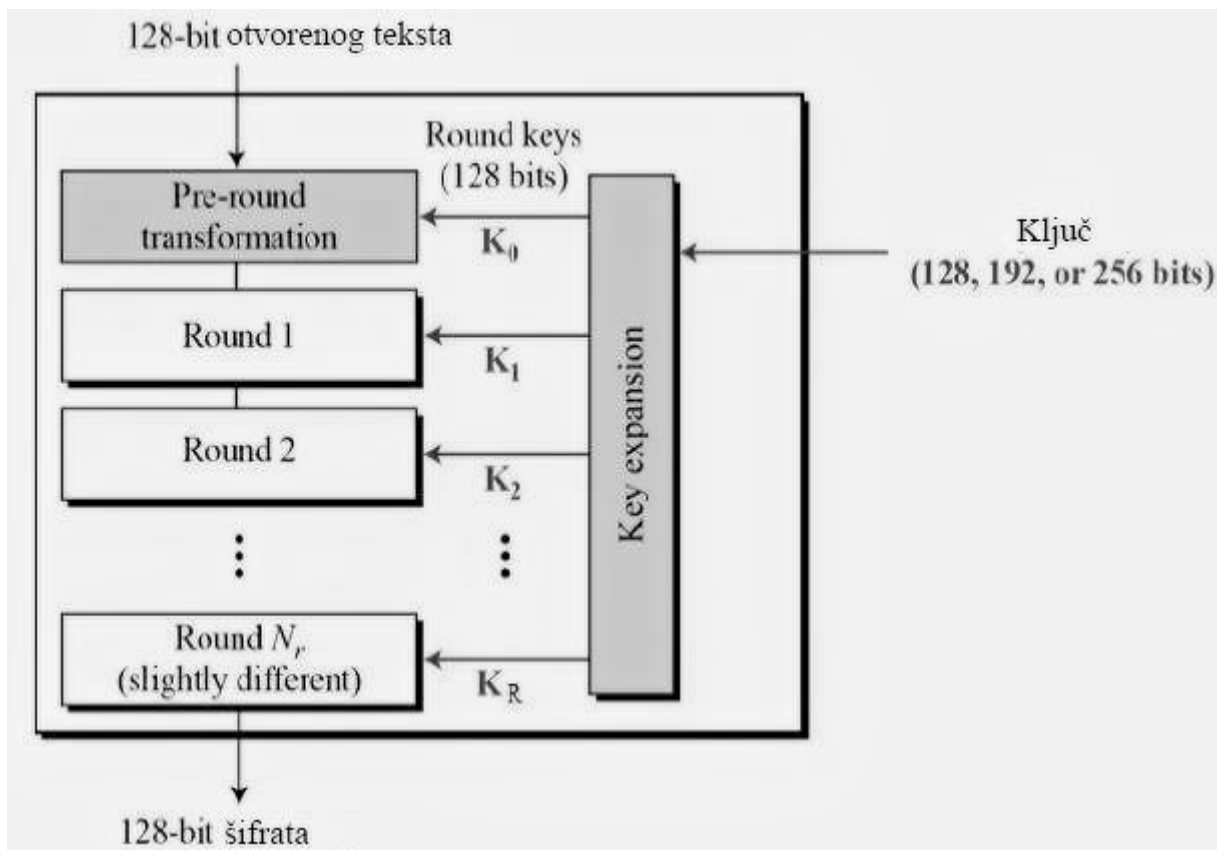 128-bit otvorenog teksta
Round keys
(128 bits)
Pre-round
transformation
K0
Ključ
(128, 192, or 256 bits)
Round 1
K1
Round 2
K2
Key expansion
Round Nr
(slightly different)
KR
128-bit šifrata